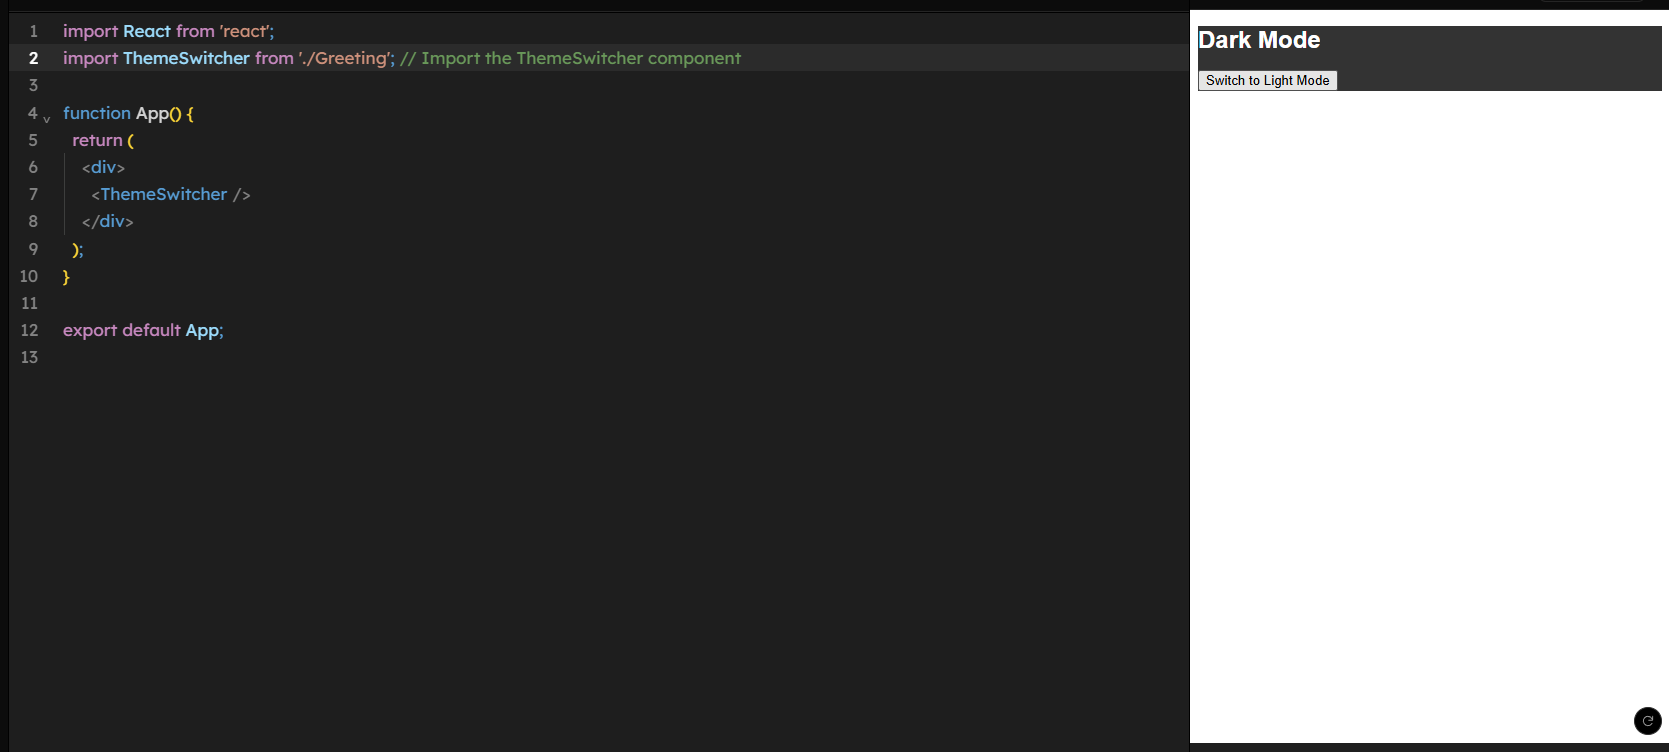 1 import React from 'react';
2 import ThemeSwitcher from './Greeting'; // Import the ThemeSwitcher component
3
4 function App() {
5 return (
6 <div>
7 <ThemeSwitcher />
8 </div>
9 );
10 }
11
12 export default App;
13
Dark Mode
Switch to Light Mode